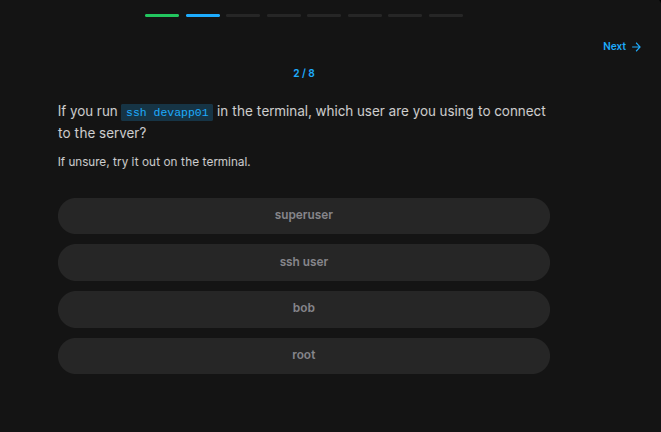 Next →
2 / 8
If you run ssh devapp01 in the terminal, which user are you using to connect
to the server?
If unsure, try it out on the terminal.
superuser
ssh user
bob
root